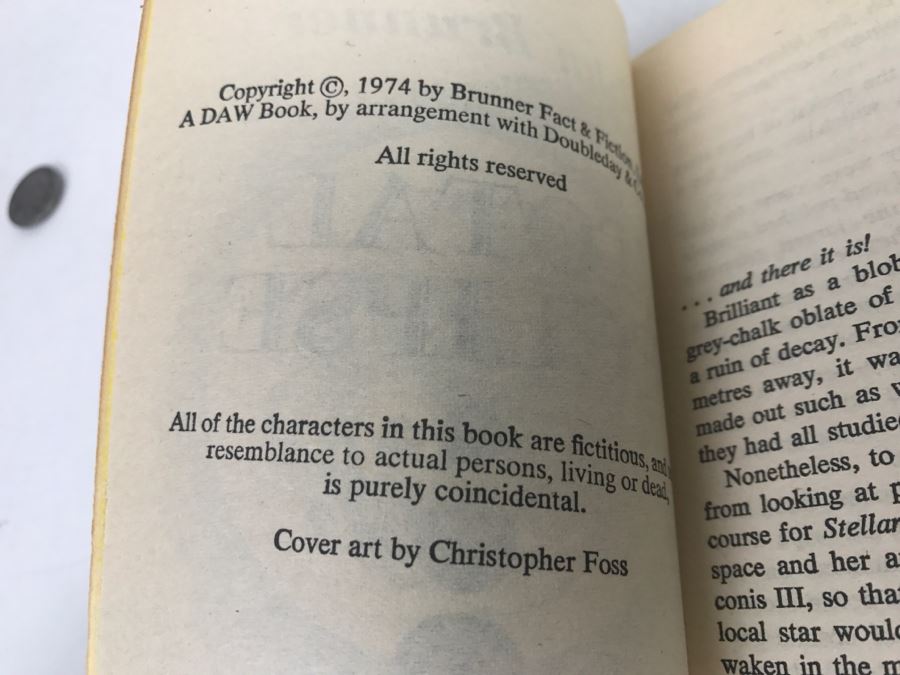 Copyright ©, 1974 by Brunner Fact & Fiction,
A DAW Book, by arrangement with Doubleday &
All rights reserved
All of the characters in this book are fictitious, and
resemblance to actual persons, living or dead,
is purely coincidental.
Cover art by Christopher Foss
. . . and there it is!
Brilliant as a blob
grey-chalk oblate of
a ruin of decay. From
metres away, it wa
made out such as
they had all studied
Nonetheless, to
from looking at
course for Stellar
space and her a
conis III, so that
local star would
waken in the m